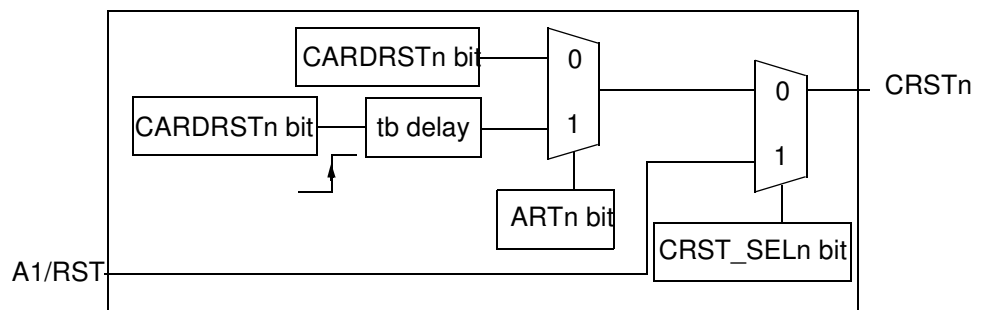 CARDRSTn bit
0
CRSTn
0
CARDRSTn bit
tb delay
1
1
ARTn bit
CRST_SELn bit
A1/RST